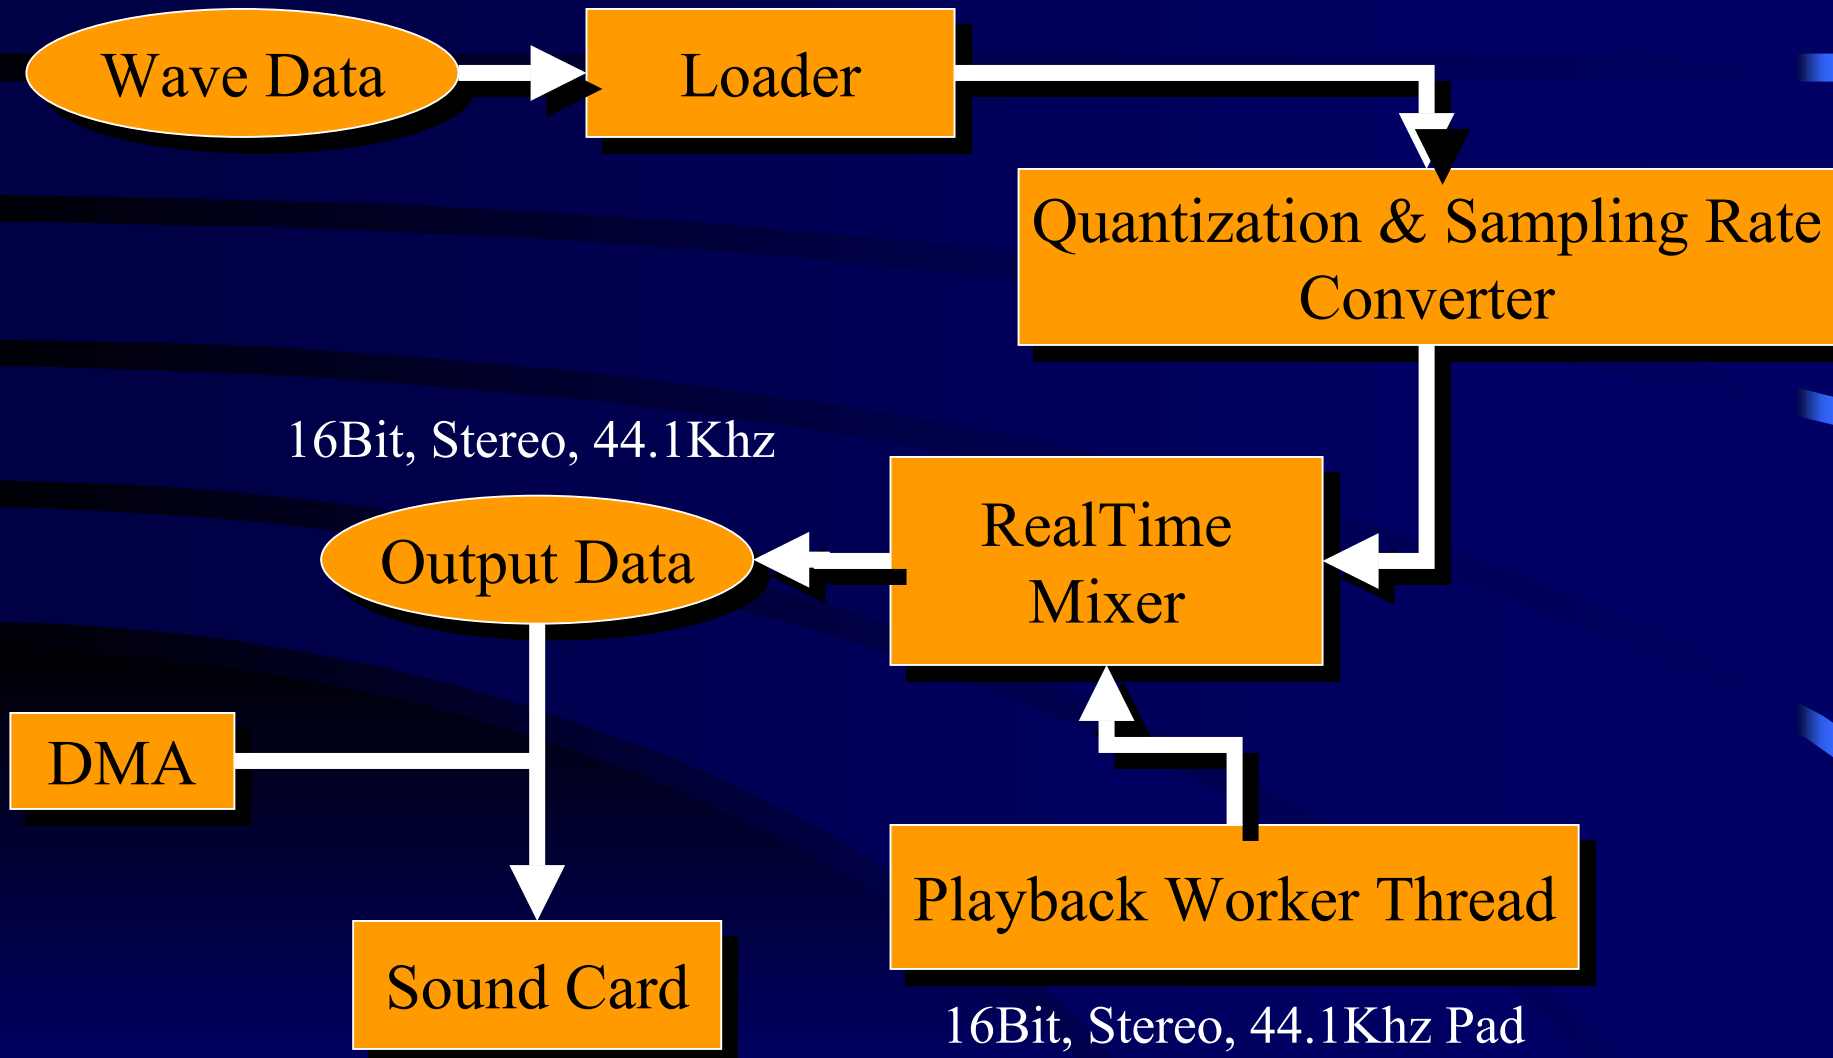 Wave Data
Loader
Quantization & Sampling Rate
Converter
16Bit, Stereo, 44.1Khz
RealTime
Mixer
Output Data
DMA
Playback Worker Thread
Sound Card
16Bit, Stereo, 44.1Khz Pad